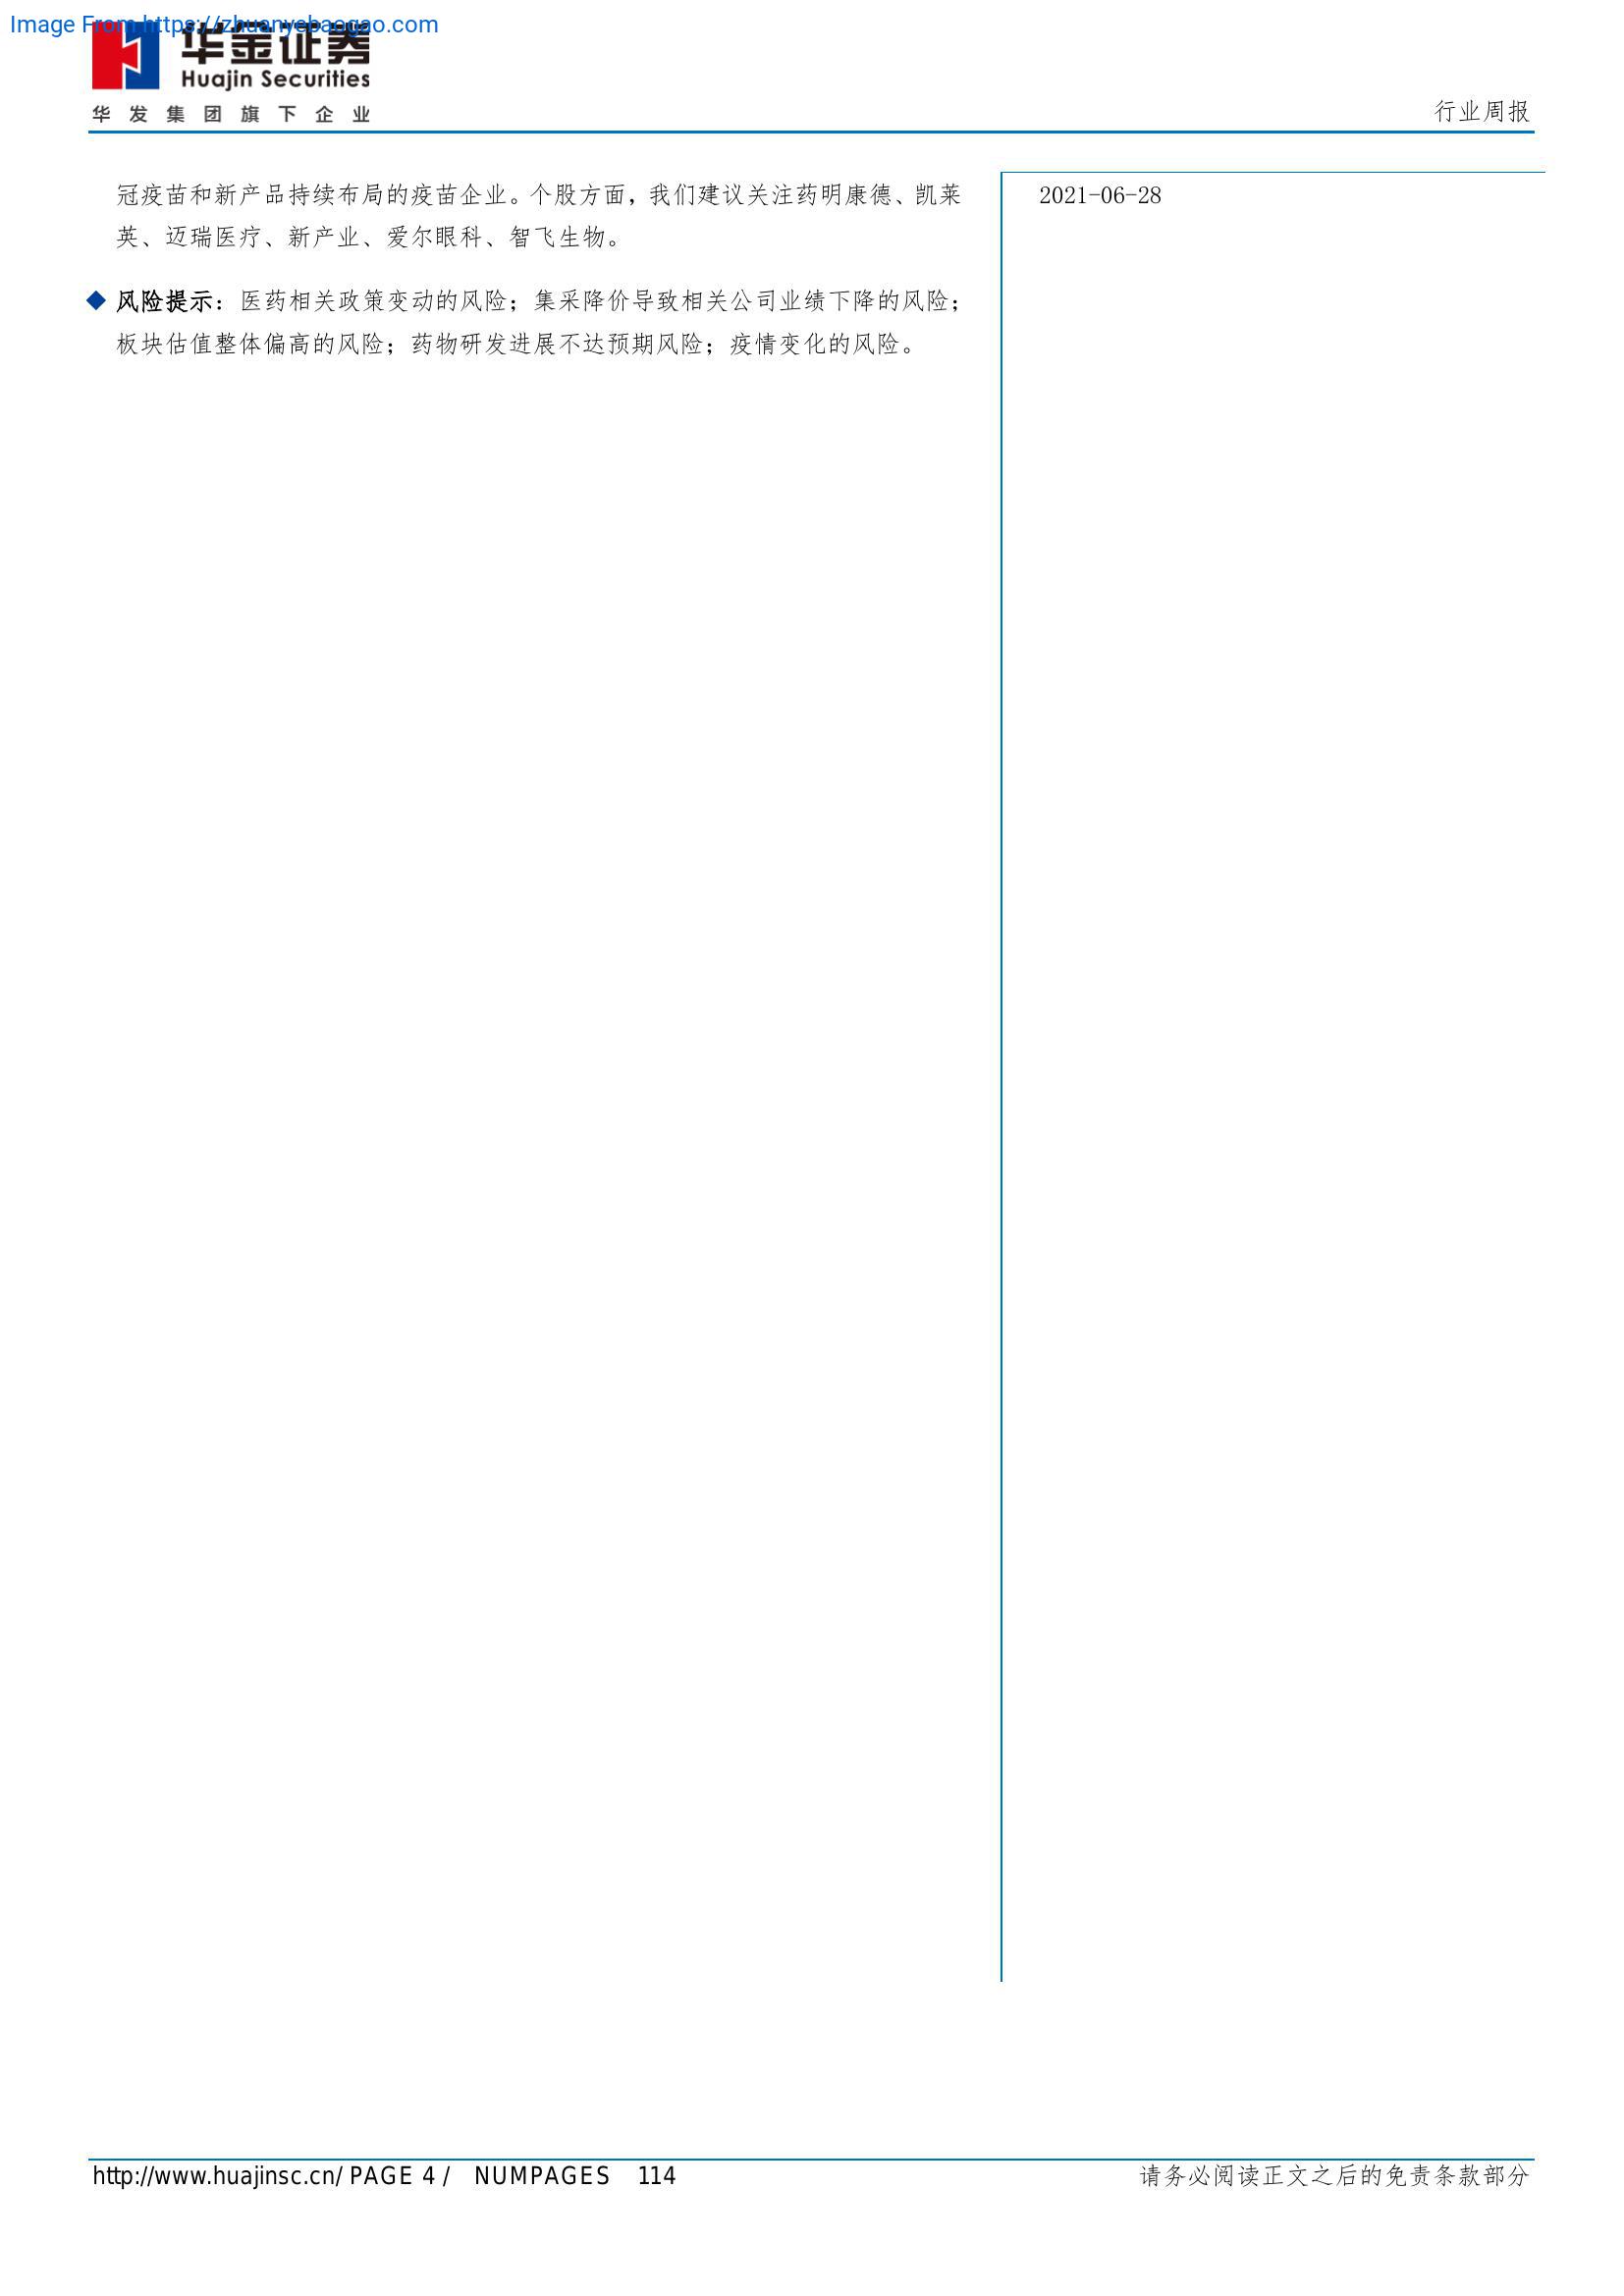 Image From https://zhuanyebaogao.com
华金证券
Huajin Securities
华发集团旗下企业
行业周报
冠疫苗和新产品持续布局的疫苗企业。个股方面，我们建议关注药明康德、凯莱
英、迈瑞医疗、新产业、爱尔眼科、智飞生物。
2021-06-28
◆ 风险提示：医药相关政策变动的风险；集采降价导致相关公司业绩下降的风险；
板块估值整体偏高的风险；药物研发进展不达预期风险；疫情变化的风险。
http://www.huajinsc.cn/ PAGE 4 / NUMPAGES 114
请务必阅读正文之后的免责条款部分